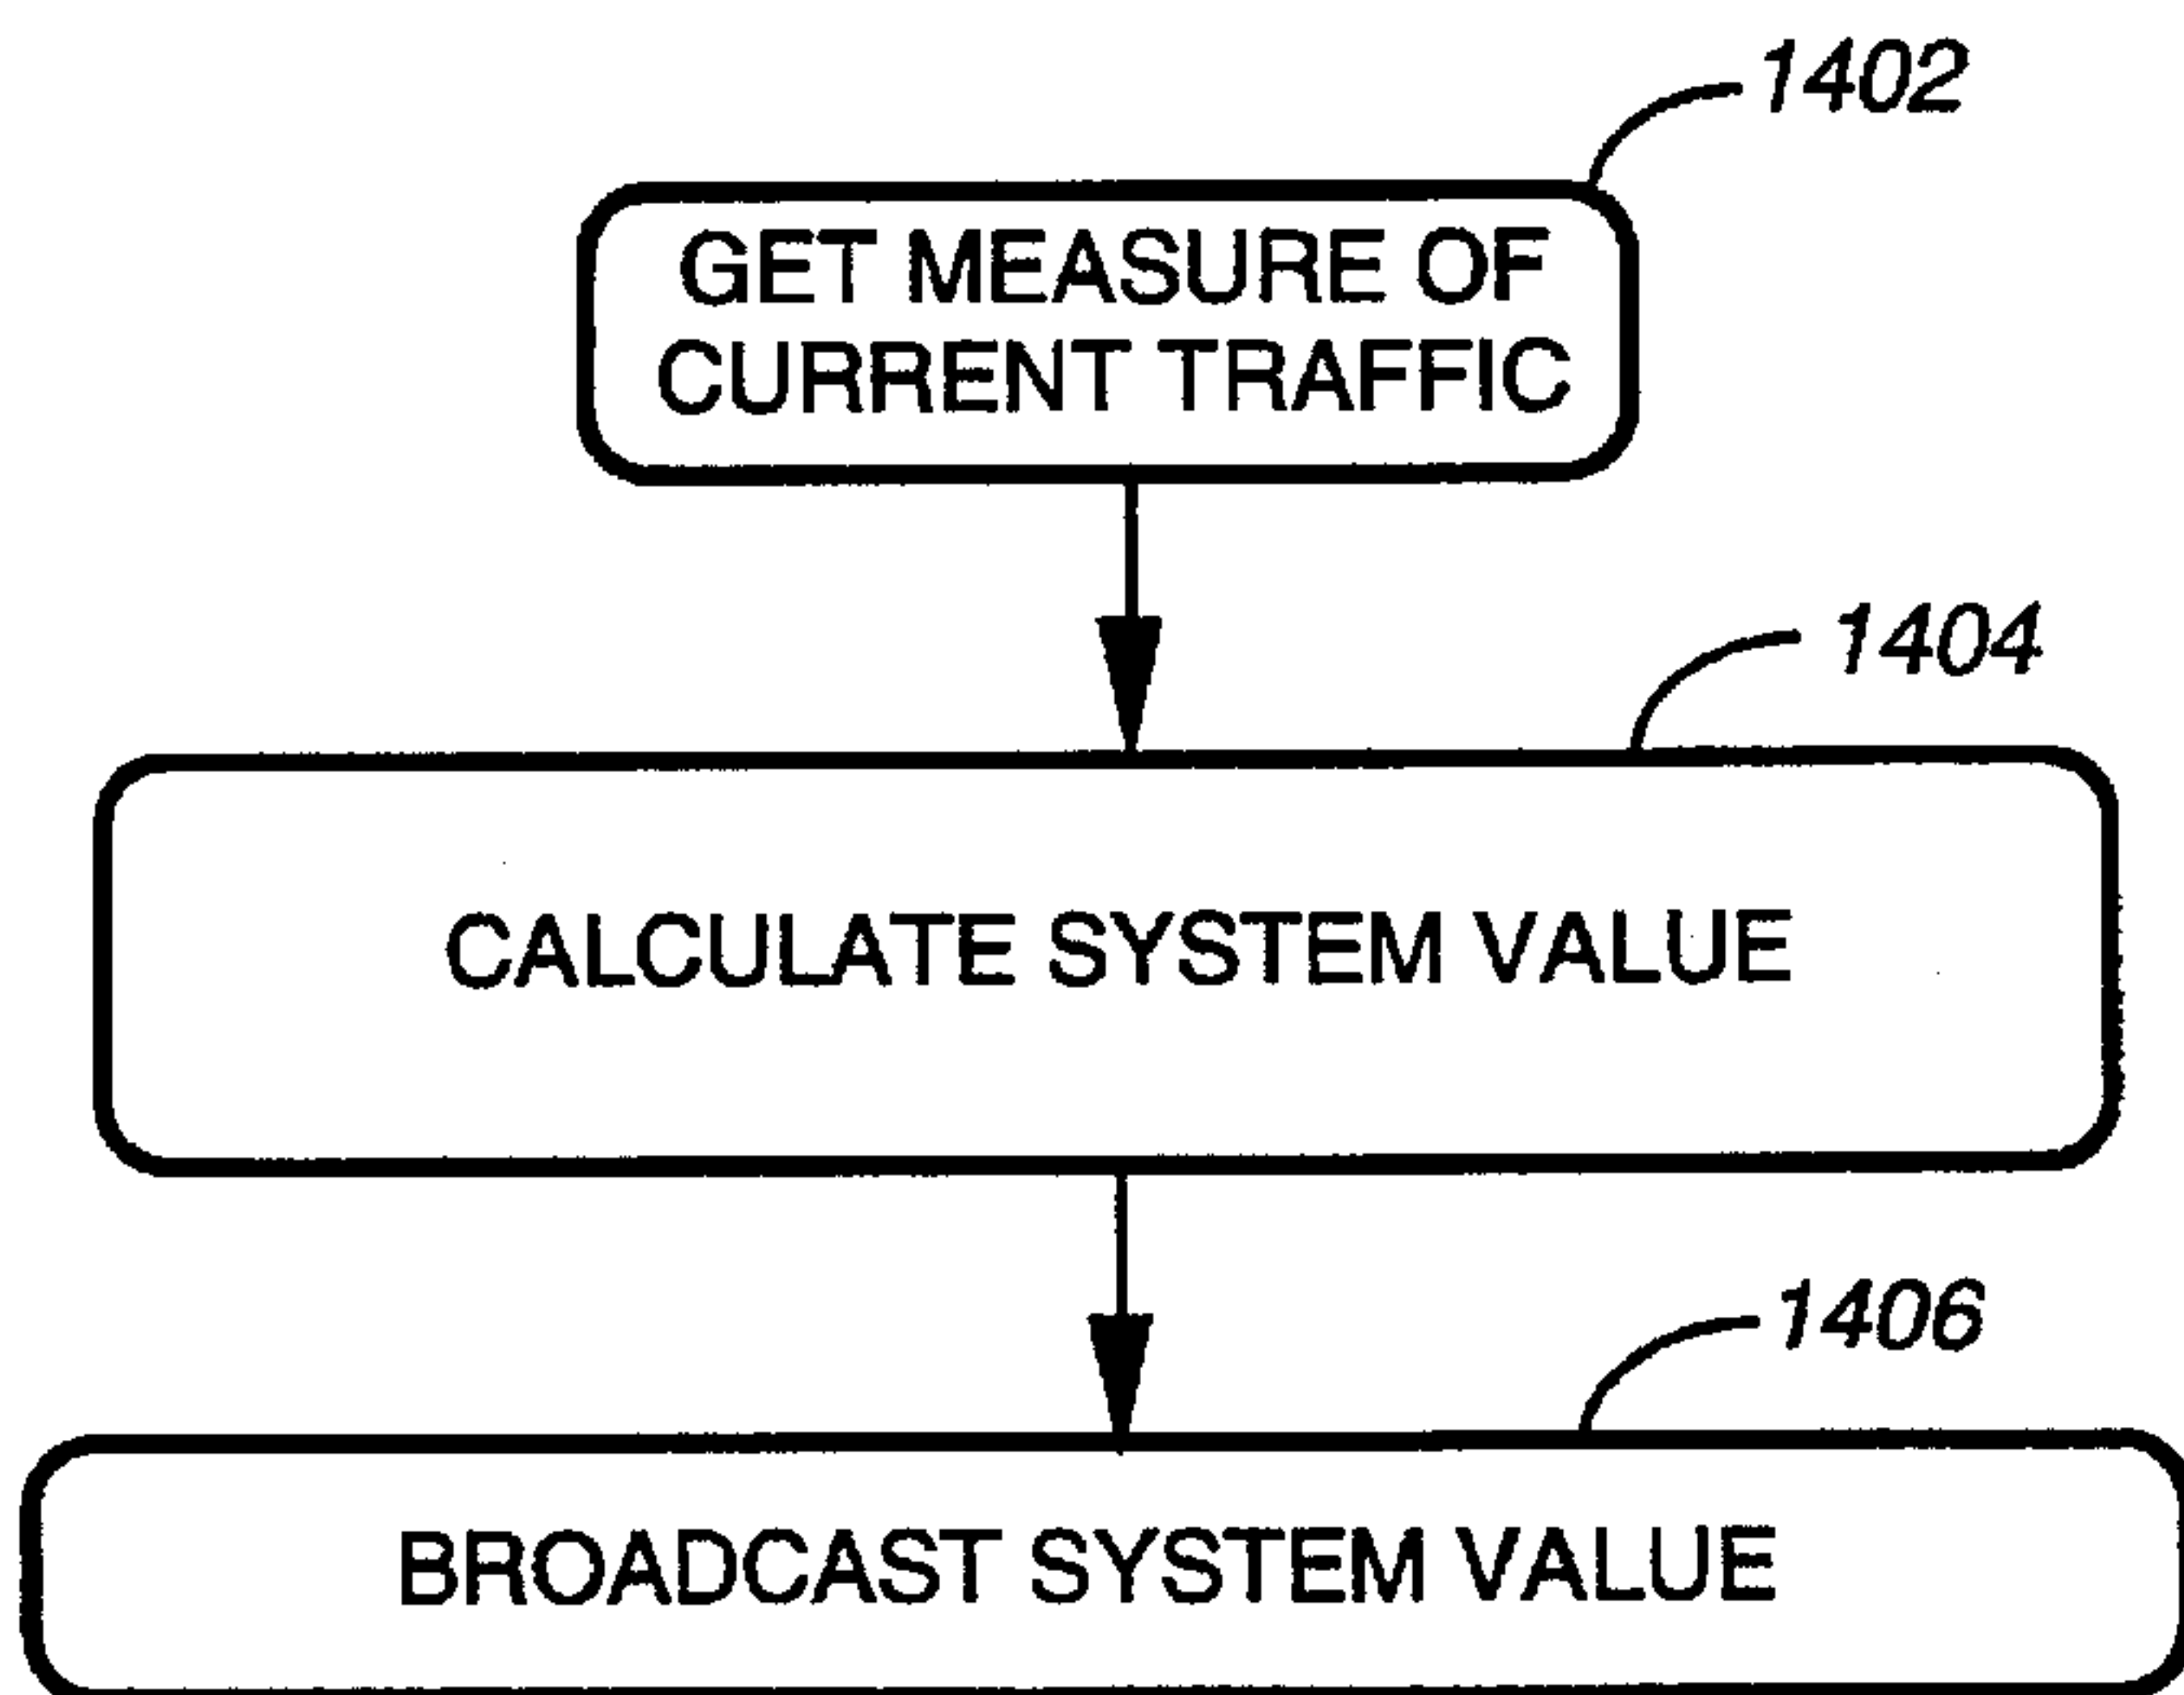 1402
GET MEASURE OF
CURRENT TRAFFIC
1404
CALCULATE SYSTEM VALUE
1406
BROADCAST SYSTEM VALUE